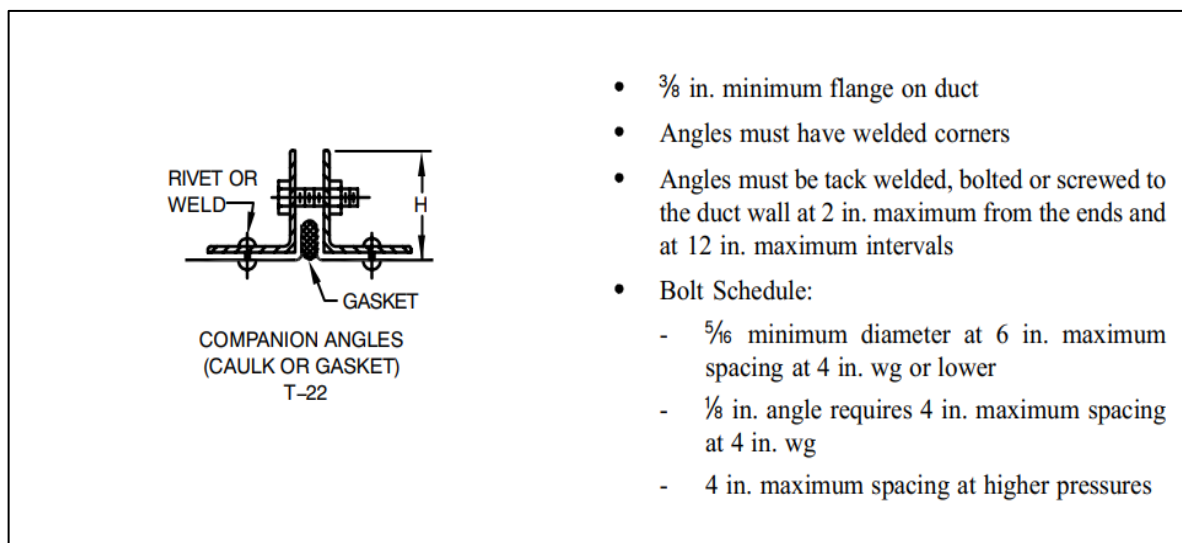 RIVET OR
WELD
H
GASKET
COMPANION ANGLES
(CAULK OR GASKET)
T–22
• ⅜ in. minimum flange on duct
• Angles must have welded corners
• Angles must be tack welded, bolted or screwed to
the duct wall at 2 in. maximum from the ends and
at 12 in. maximum intervals
• Bolt Schedule:
- 5⁄16 minimum diameter at 6 in. maximum
spacing at 4 in. wg or lower
- ⅛ in. angle requires 4 in. maximum spacing
at 4 in. wg
- 4 in. maximum spacing at higher pressures